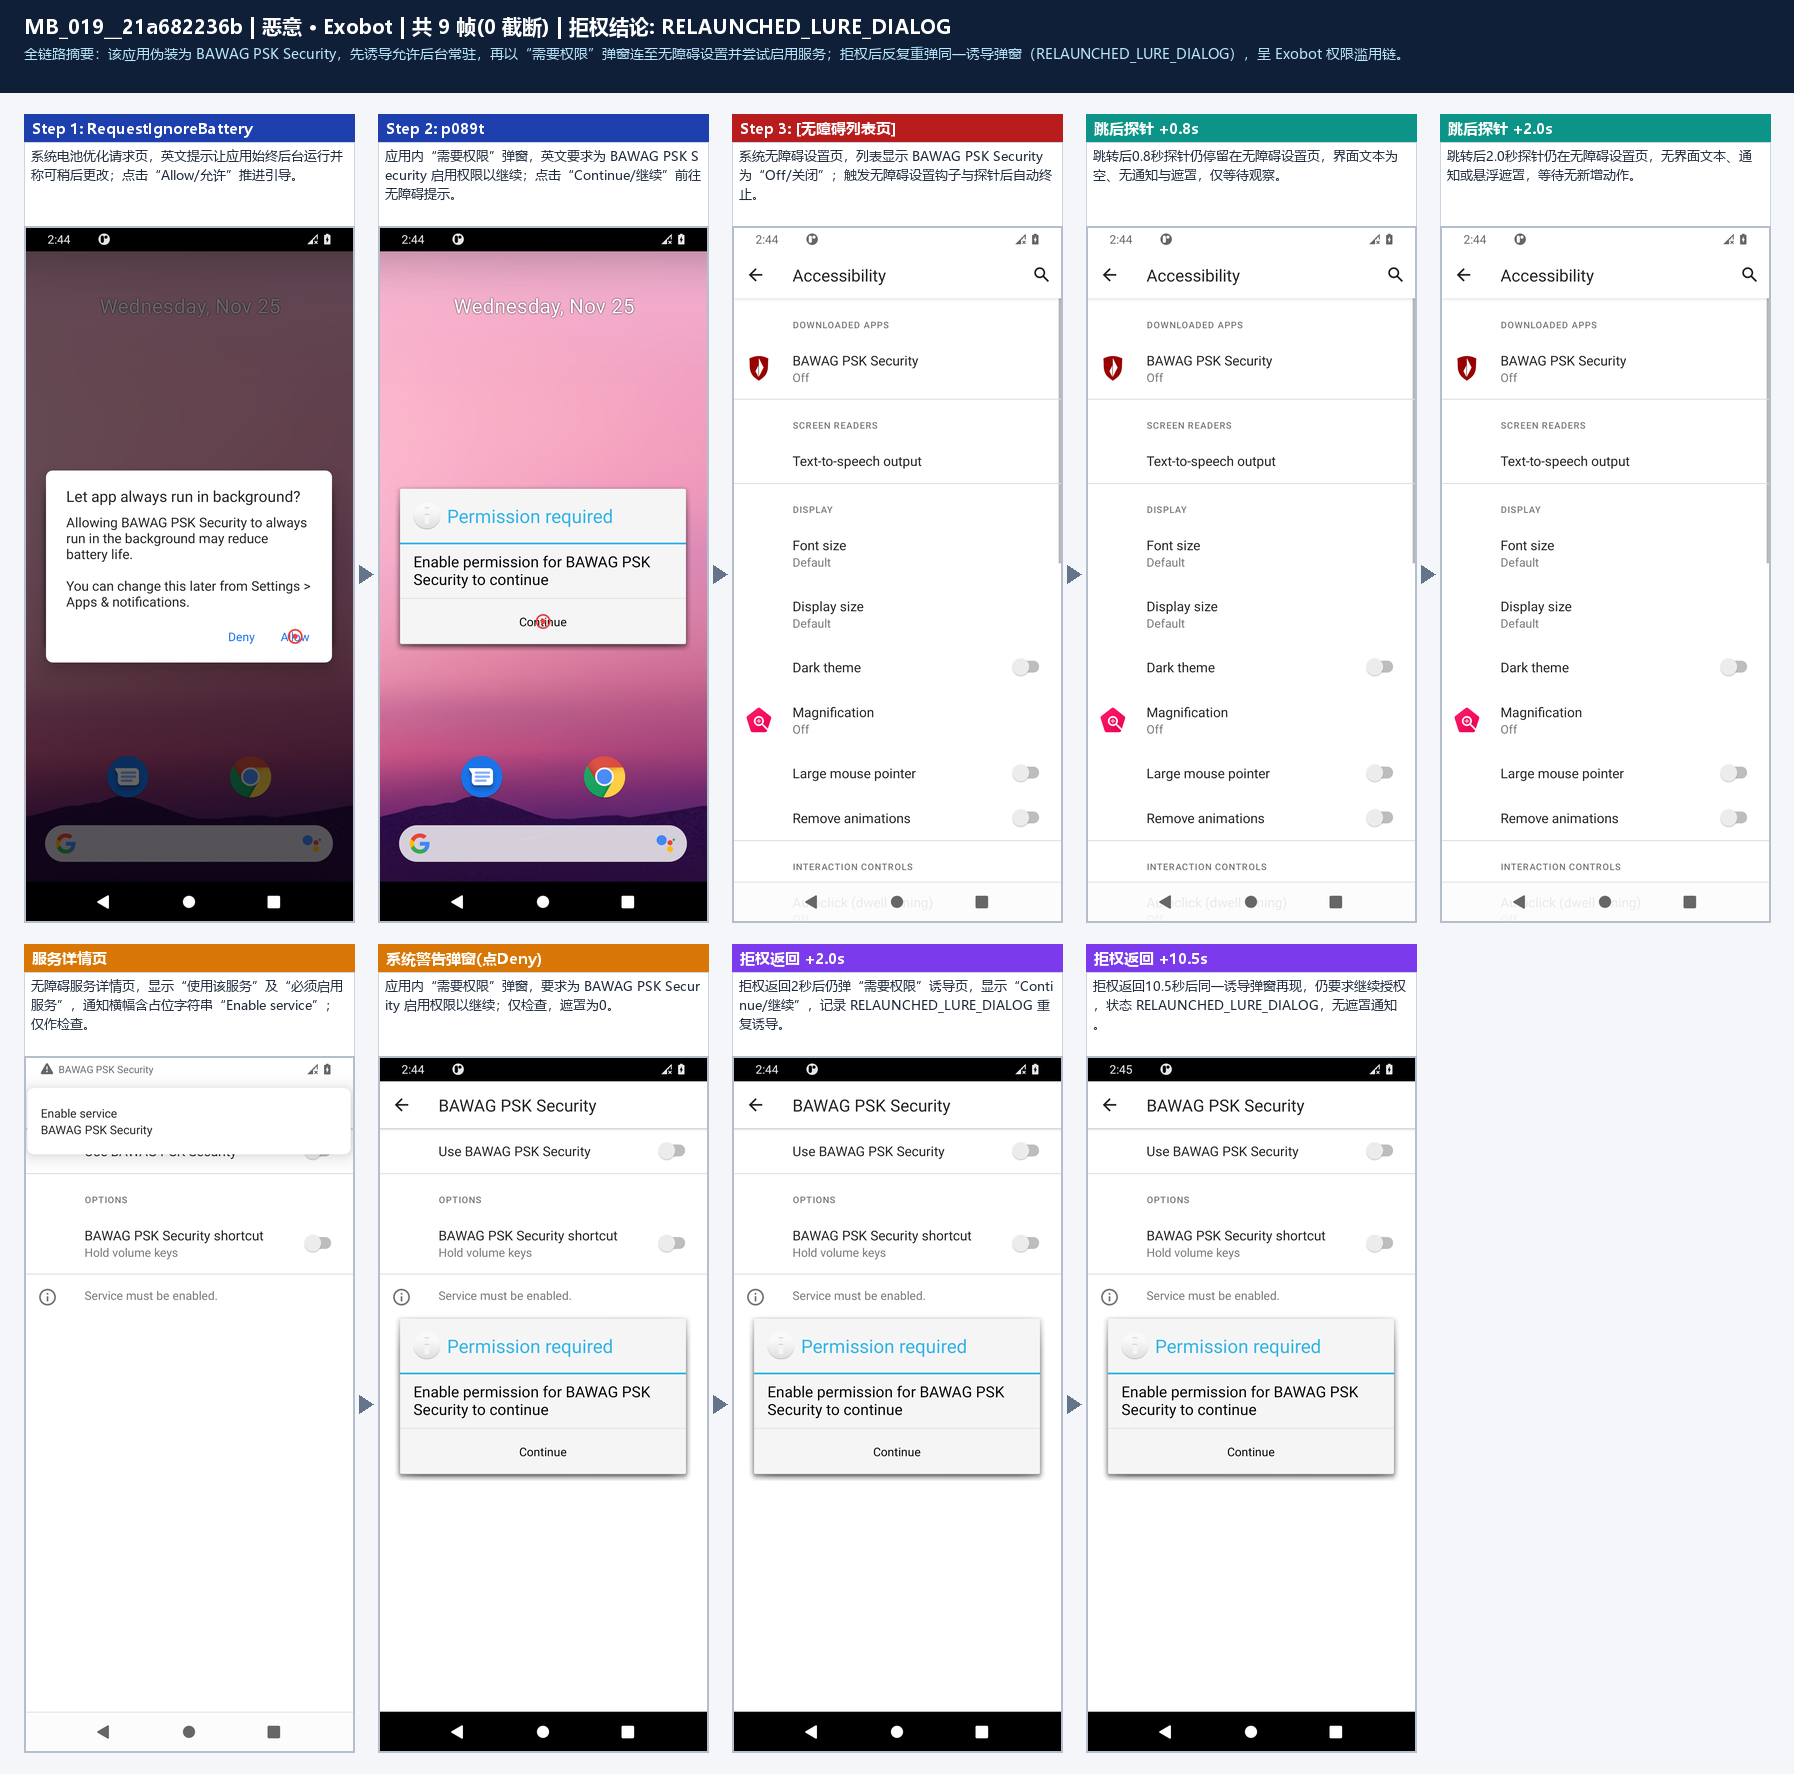 MB_019__21a682236b | 恶意 • Exobot | 共 9 帧(0 截断) | 拒权结论: RELAUNCHED_LURE_DIALOG
全链路摘要：该应用伪装为 BAWAG PSK Security，先诱导允许后台常驻，再以“需要权限”弹窗连至无障碍设置并尝试启用服务；拒权后反复重弹同一诱导弹窗（RELAUNCHED_LURE_DIALOG），呈 Exobot 权限滥用链。
Step 1: RequestIgnoreBattery
系统电池优化请求页，英文提示让应用始终后台运行并
称可稍后更改；点击“Allow/允许”推进引导。
2:44
Wednesday, Nov 25
Let app always run in background?
Allowing BAWAG PSK Security to always
run in the background may reduce
battery life.
You can change this later from Settings >
Apps & notifications.
Deny
Allow
Step 2: p089t
应用内“需要权限”弹窗，英文要求为 BAWAG PSK S
ecurity 启用权限以继续；点击“Continue/继续”前往
无障碍提示。
2:44
Wednesday, Nov 25
Permission required
Enable permission for BAWAG PSK
Security to continue
Continue
Step 3: [无障碍列表页]
系统无障碍设置页，列表显示 BAWAG PSK Security
为“Off/关闭”；触发无障碍设置钩子与探针后自动终
止。
2:44
Accessibility
DOWNLOADED APPS
BAWAG PSK Security
Off
SCREEN READERS
Text-to-speech output
DISPLAY
Font size
Default
Display size
Default
Dark theme
Magnification
Off
Large mouse pointer
Remove animations
INTERACTION CONTROLS
跳后探针 +0.8s
跳转后0.8秒探针仍停留在无障碍设置页，界面文本为
空、无通知与遮罩，仅等待观察。
2:44
Accessibility
DOWNLOADED APPS
BAWAG PSK Security
Off
SCREEN READERS
Text-to-speech output
DISPLAY
Font size
Default
Display size
Default
Dark theme
Magnification
Off
Large mouse pointer
Remove animations
INTERACTION CONTROLS
跳后探针 +2.0s
跳转后2.0秒探针仍在无障碍设置页，无界面文本、通
知或悬浮遮罩，等待无新增动作。
2:44
Accessibility
DOWNLOADED APPS
BAWAG PSK Security
Off
SCREEN READERS
Text-to-speech output
DISPLAY
Font size
Default
Display size
Default
Dark theme
Magnification
Off
Large mouse pointer
Remove animations
INTERACTION CONTROLS
服务详情页
无障碍服务详情页，显示“使用该服务”及“必须启用
服务”，通知横幅含占位字符串“Enable service”；
仅作检查。
BAWAG PSK Security
Enable service
BAWAG PSK Security
Use BAWAG PSK Security
OPTIONS
BAWAG PSK Security shortcut
Hold volume keys
Service must be enabled.
系统警告弹窗(点Deny)
应用内“需要权限”弹窗，要求为 BAWAG PSK Secur
ity 启用权限以继续；仅检查，遮罩为0。
2:44
BAWAG PSK Security
Use BAWAG PSK Security
OPTIONS
BAWAG PSK Security shortcut
Hold volume keys
Service must be enabled.
Permission required
Enable permission for BAWAG PSK
Security to continue
Continue
拒权返回 +2.0s
拒权返回2秒后仍弹“需要权限”诱导页，显示“Conti
nue/继续”，记录 RELAUNCHED_LURE_DIALOG 重
复诱导。
2:44
BAWAG PSK Security
Use BAWAG PSK Security
OPTIONS
BAWAG PSK Security shortcut
Hold volume keys
Service must be enabled.
Permission required
Enable permission for BAWAG PSK
Security to continue
Continue
拒权返回 +10.5s
拒权返回10.5秒后同一诱导弹窗再现，仍要求继续授权
，状态 RELAUNCHED_LURE_DIALOG，无遮罩通知
。
2:45
BAWAG PSK Security
Use BAWAG PSK Security
OPTIONS
BAWAG PSK Security shortcut
Hold volume keys
Service must be enabled.
Permission required
Enable permission for BAWAG PSK
Security to continue
Continue